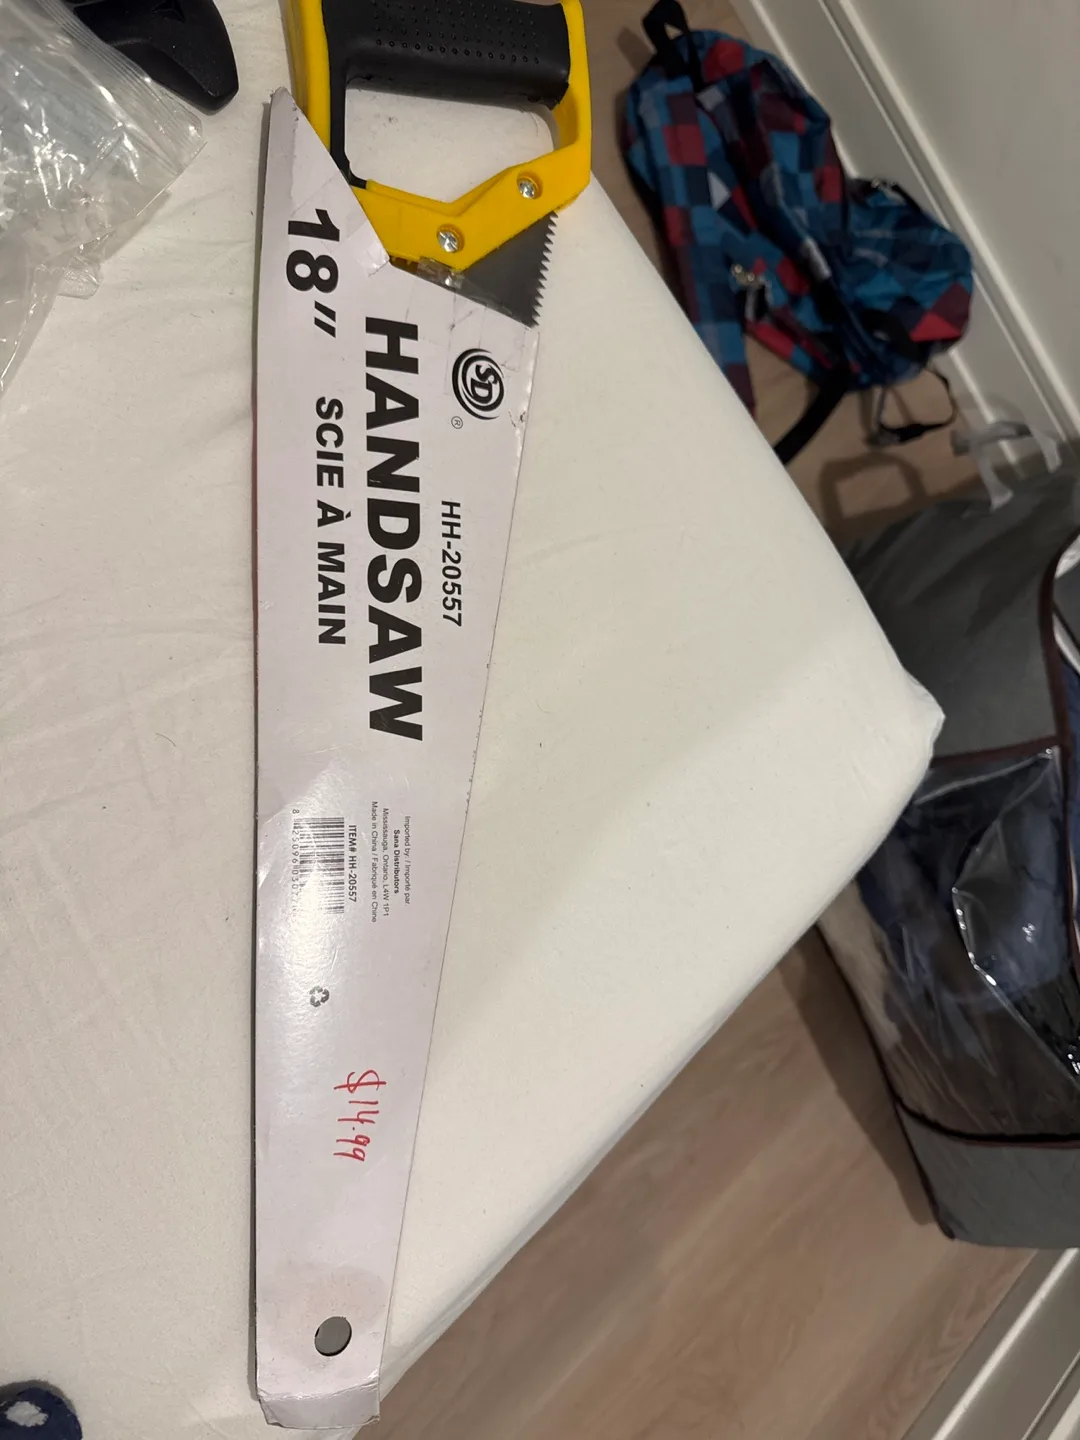 SD
®
HH-20557
HANDSAW
18"
SCIE À MAIN
Imported by: / Importé par
Sana Distributors
Mississauga, Ontario, L4W 1P1
Made in China / Fabriqué en Chine
ITEM# HH-20557
$14.99